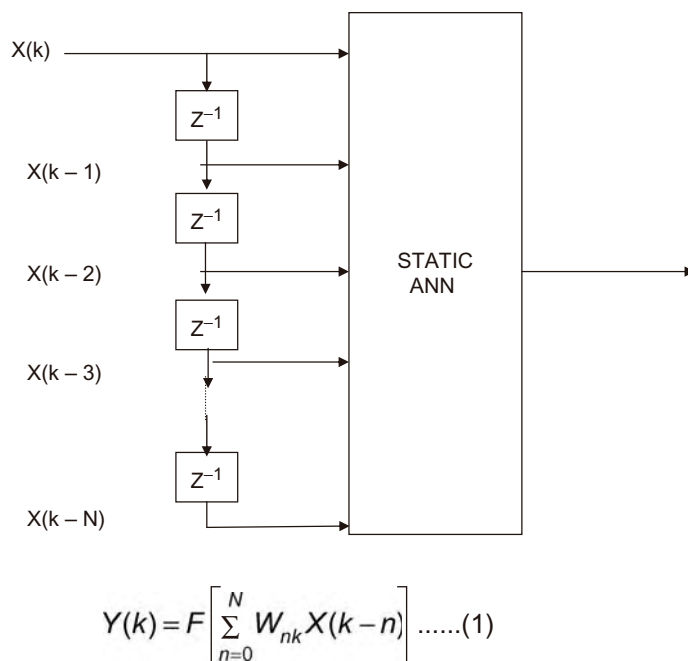 X(k)
Z⁻¹
X(k – 1)
Z⁻¹
X(k – 2)
STATIC
ANN
Z⁻¹
X(k – 3)
Z⁻¹
X(k – N)
Y(k) = F[∑_{n=0}^{N} W_{nk} X(k – n)] ......(1)